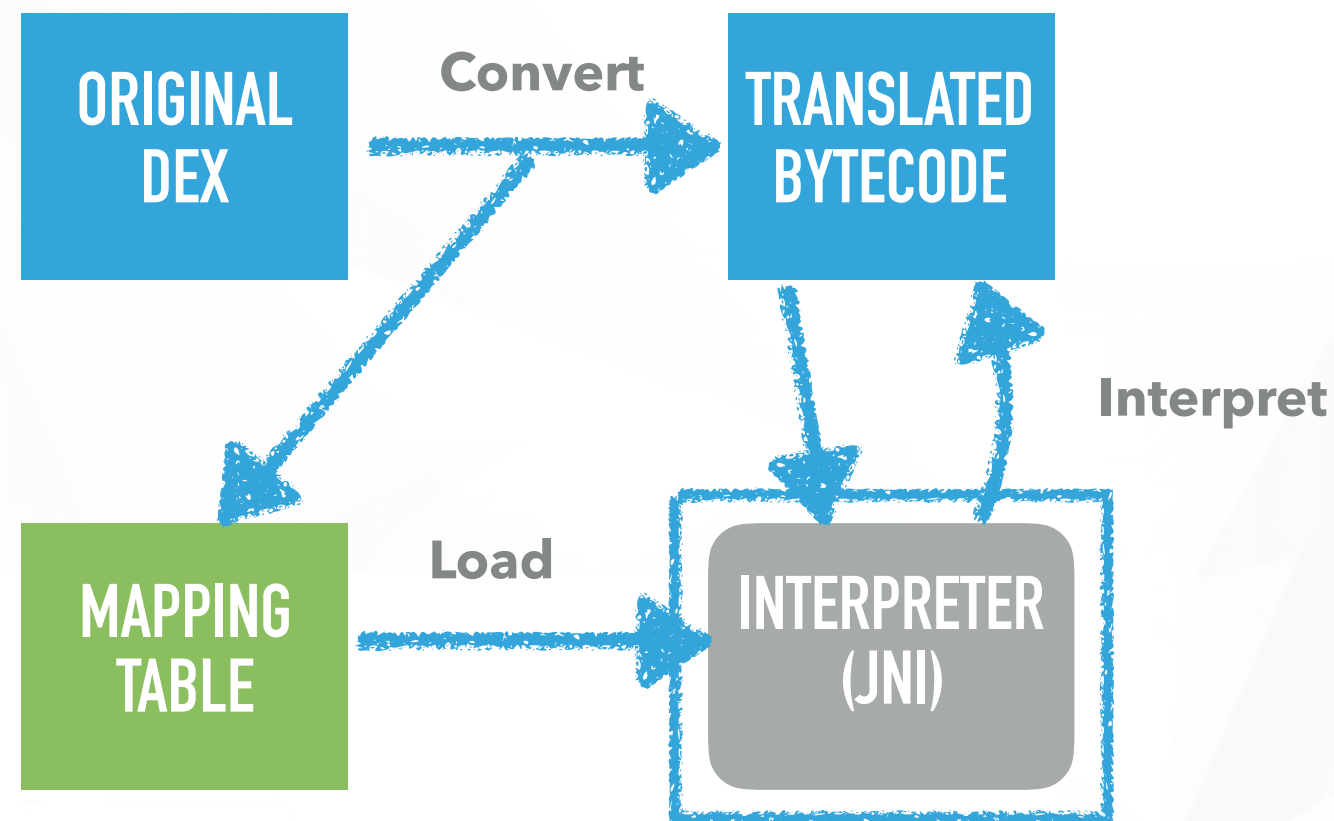 ORIGINAL
DEX
Convert
TRANSLATED
BYTECODE
Interpret
MAPPING
TABLE
Load
INTERPRETER
(JNI)